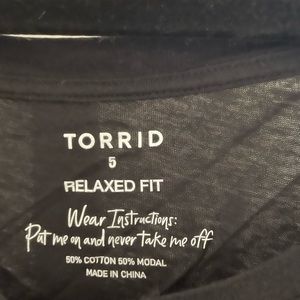 TORRID
5
RELAXED FIT
Wear Instructions:
Put me on and never take me off
50% COTTON 50% MODAL
MADE IN CHINA